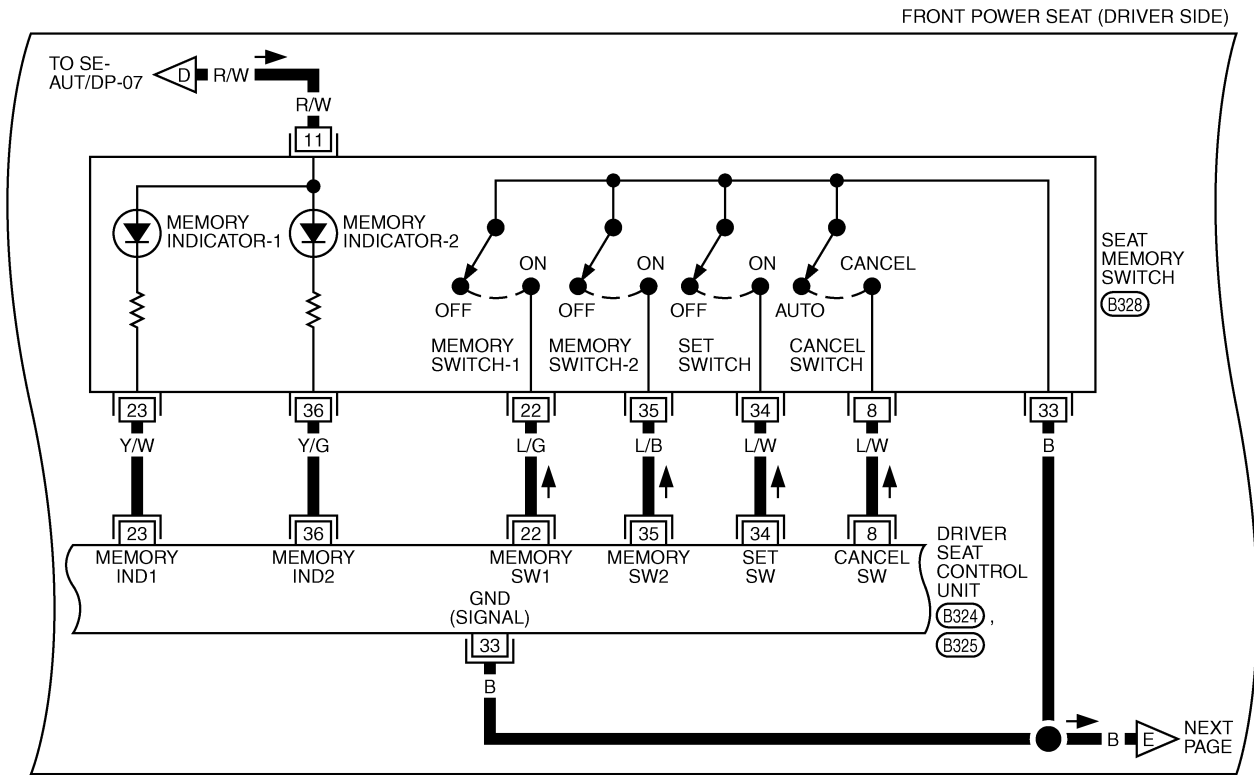 FRONT POWER SEAT (DRIVER SIDE)
TO SE-
AUT/DP-07
D
R/W
R/W
11
MEMORY
INDICATOR-1
MEMORY
INDICATOR-2
ON
ON
ON
CANCEL
OFF
OFF
OFF
AUTO
MEMORY
SWITCH-1
MEMORY
SWITCH-2
SET
SWITCH
CANCEL
SWITCH
SEAT
MEMORY
SWITCH
B328
23
36
22
35
34
8
33
Y/W
Y/G
L/G
L/B
L/W
L/W
B
23
36
22
35
34
8
MEMORY
IND1
MEMORY
IND2
MEMORY
SW1
MEMORY
SW2
SET
SW
CANCEL
SW
DRIVER
SEAT
CONTROL
UNIT
B324 ,
B325
GND
(SIGNAL)
33
B
B
E
NEXT
PAGE